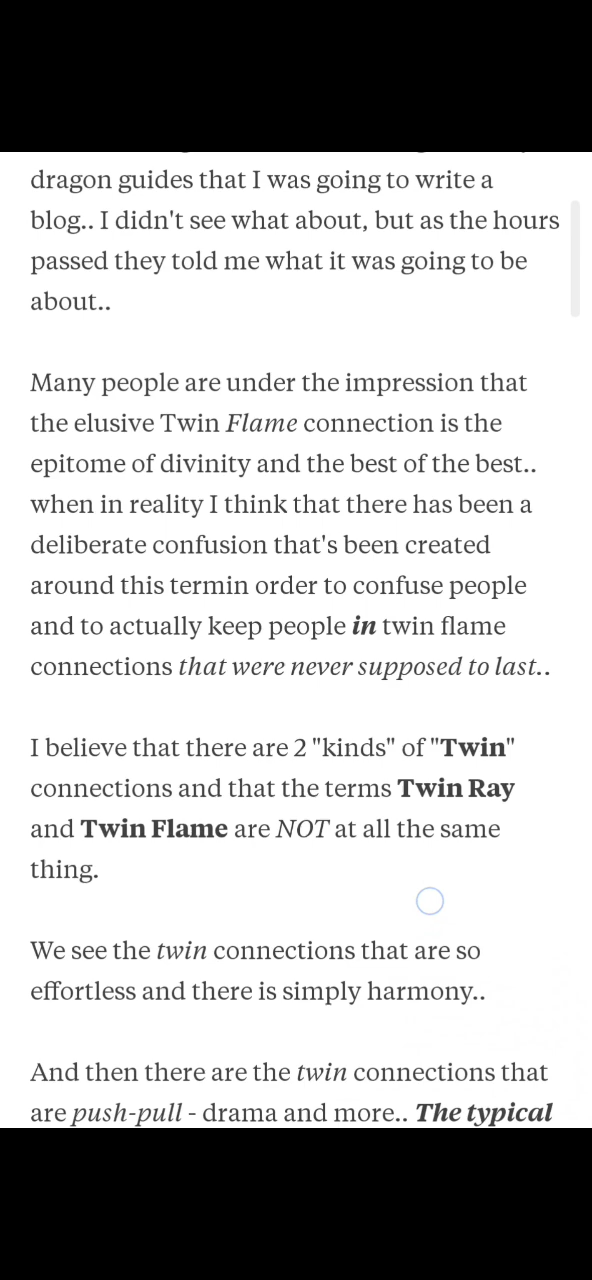 dragon guides that I was going to write a
blog.. I didn't see what about, but as the hours
passed they told me what it was going to be
about..
Many people are under the impression that
the elusive Twin Flame connection is the
epitome of divinity and the best of the best..
when in reality I think that there has been a
deliberate confusion that's been created
around this termin order to confuse people
and to actually keep people in twin flame
connections that were never supposed to last..
I believe that there are 2 "kinds" of "Twin"
connections and that the terms Twin Ray
and Twin Flame are NOT at all the same
thing.
We see the twin connections that are so
effortless and there is simply harmony..
And then there are the twin connections that
are push-pull - drama and more.. The typical